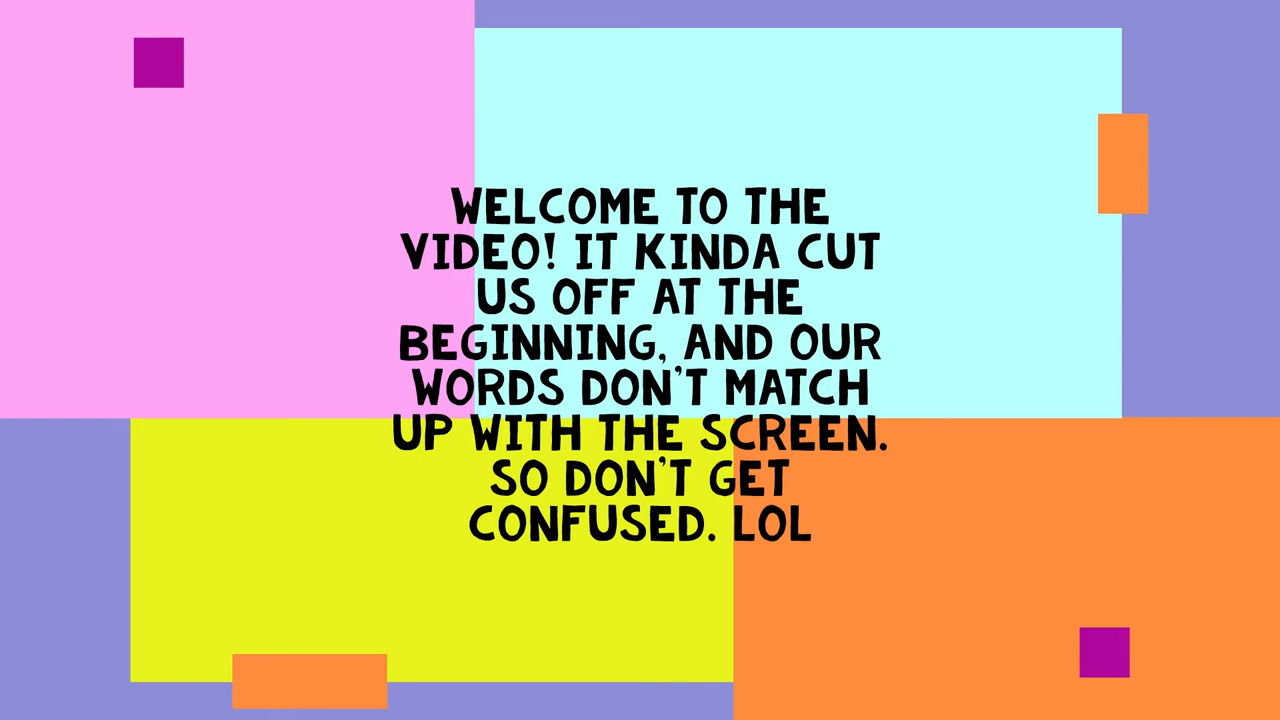 WELCOME TO THE
VIDEO! IT KINDA CUT
US OFF AT THE
BEGINNING, AND OUR
WORDS DON'T MATCH
UP WITH THE SCREEN.
SO DON'T GET
CONFUSED. LOL